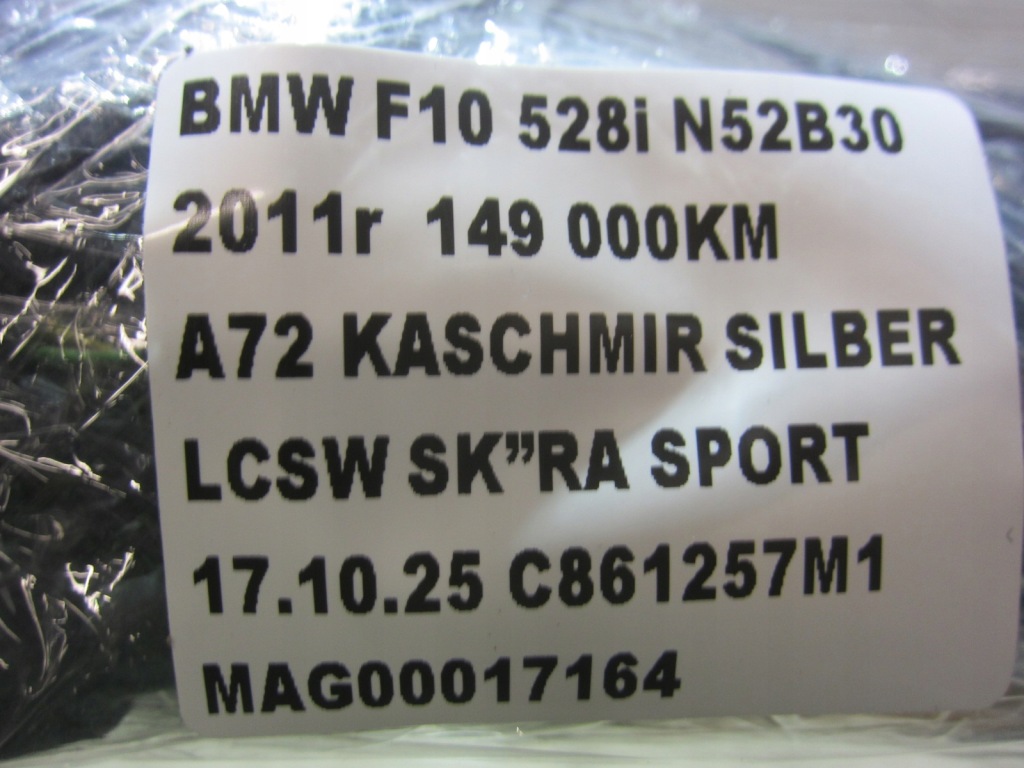 BMW F10 528i N52B30
2011r 149 000KM
A72 KASCHMIR SILBER
LCSW SK”RA SPORT
17.10.25 C861257M1
MAG00017164